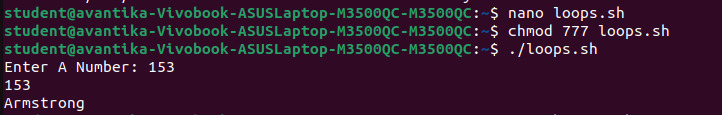 student@avantika-Vivobook-ASUSLaptop-M3500QC-M3500QC:~$ nano loops.sh
student@avantika-Vivobook-ASUSLaptop-M3500QC-M3500QC:~$ chmod 777 loops.sh
student@avantika-Vivobook-ASUSLaptop-M3500QC-M3500QC:~$ ./loops.sh
Enter A Number: 153
153
Armstrong